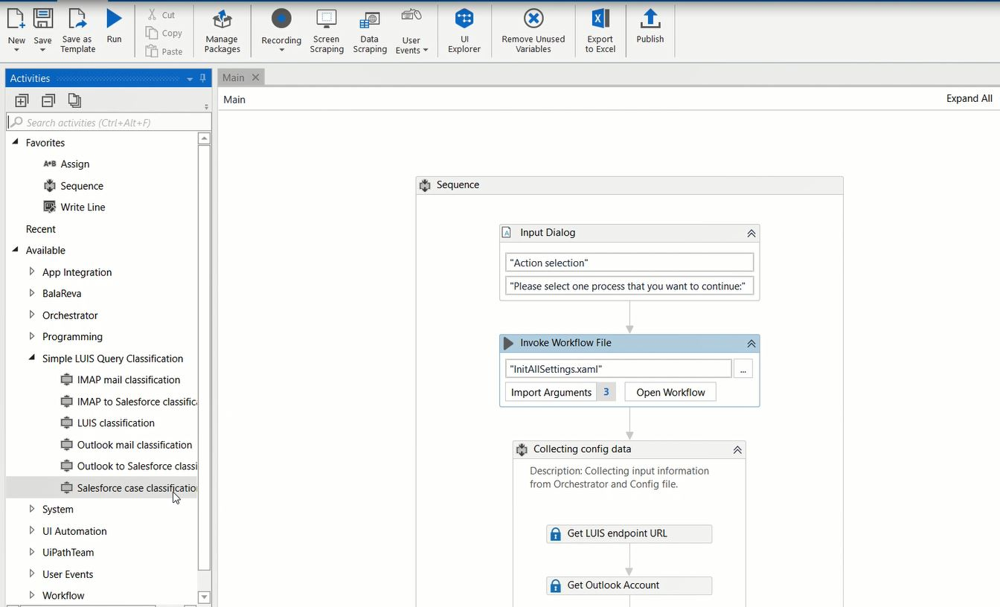 New
Save
Save as
Template
Run
Cut
Copy
Paste
Manage
Packages
Recording
Screen
Scraping
Data
Scraping
User
Events
UI
Explorer
Remove Unused
Variables
Export
to Excel
Publish
Activities
Search activities (Ctrl+Alt+F)
Favorites
A•B Assign
Sequence
Write Line
Recent
Available
App Integration
BalaReva
Orchestrator
Programming
Simple LUIS Query Classification
IMAP mail classification
IMAP to Salesforce classific
LUIS classification
Outlook mail classification
Outlook to Salesforce classi
Salesforce case classification
System
UI Automation
UiPathTeam
User Events
Workflow
Main
Main
Expand All
Sequence
A Input Dialog
"Action selection"
"Please select one process that you want to continue:"
Invoke Workflow File
"InitAllSettings.xaml"
...
Import Arguments 3
Open Workflow
Collecting config data
Description: Collecting input information
from Orchestrator and Config file.
Get LUIS endpoint URL
Get Outlook Account